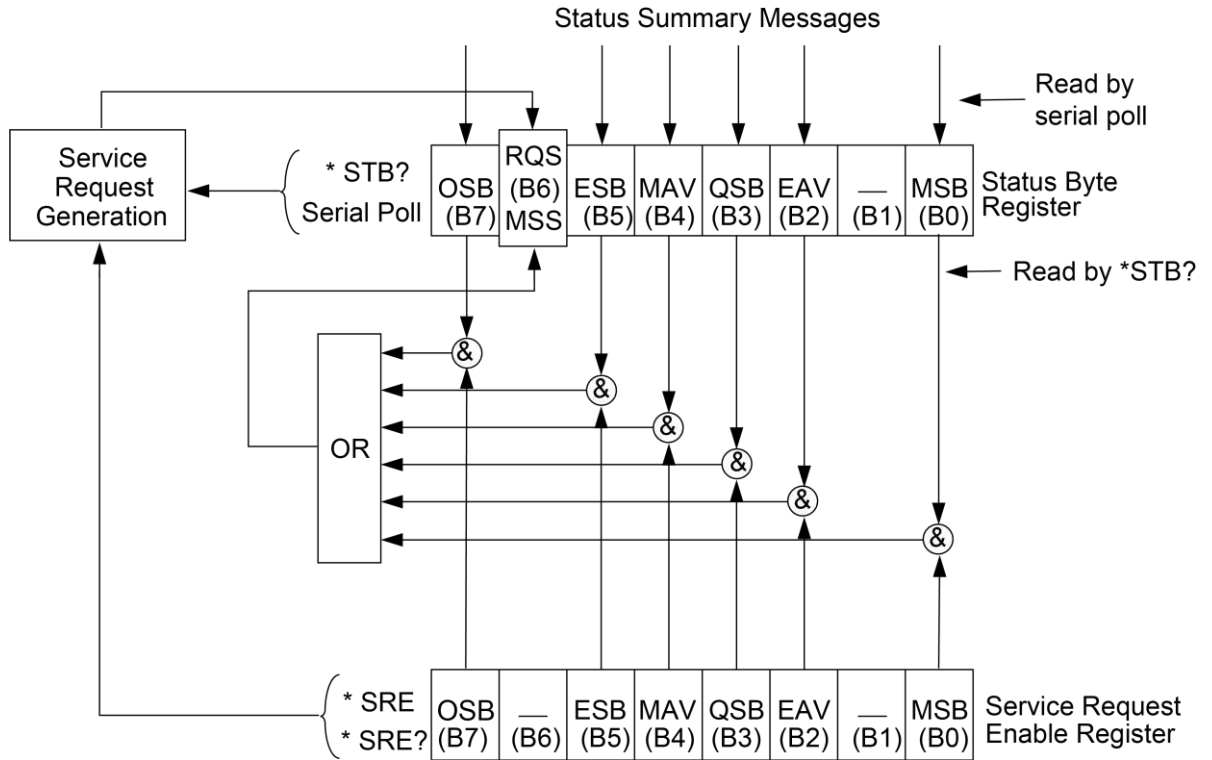 Status Summary Messages
Read by
serial poll
Service
Request
Generation
* STB?
Serial Poll
OSB
(B7)
RQS
(B6)
MSS
ESB
(B5)
MAV
(B4)
QSB
(B3)
EAV
(B2)
—
(B1)
MSB
(B0)
Status Byte
Register
Read by *STB?
&
&
&
&
&
&
OR
* SRE
* SRE?
OSB
(B7)
—
(B6)
ESB
(B5)
MAV
(B4)
QSB
(B3)
EAV
(B2)
—
(B1)
MSB
(B0)
Service Request
Enable Register